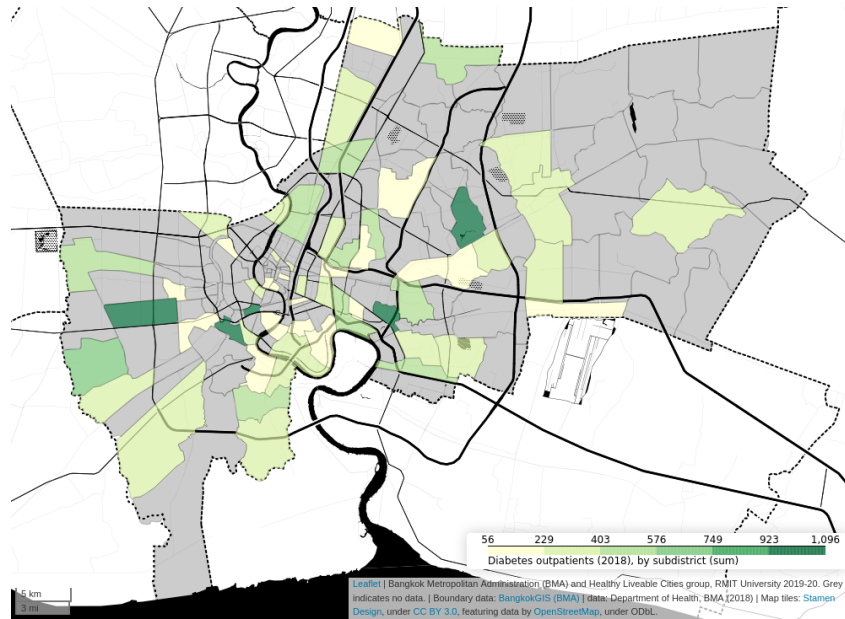 56 229 403 576 749 923 1,096
Diabetes outpatients (2018), by subdistrict (sum)
5 km
3 mi
Leaflet | Bangkok Metropolitan Administration (BMA) and Healthy Liveable Cities group, RMIT University 2019-20. Grey
indicates no data. | Boundary data: BangkokGIS (BMA) | data: Department of Health, BMA (2018) | Map tiles: Stamen
Design, under CC BY 3.0, featuring data by OpenStreetMap, under ODbL.